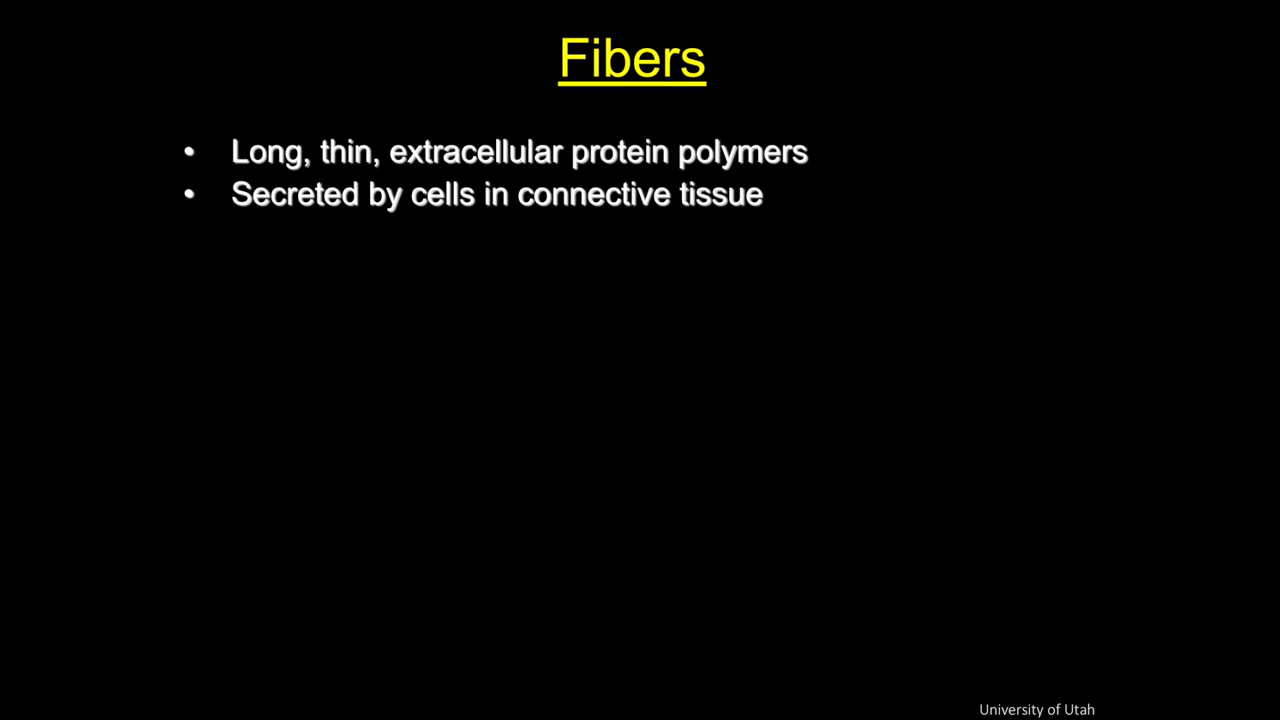 Fibers
• Long, thin, extracellular protein polymers
• Secreted by cells in connective tissue
University of Utah